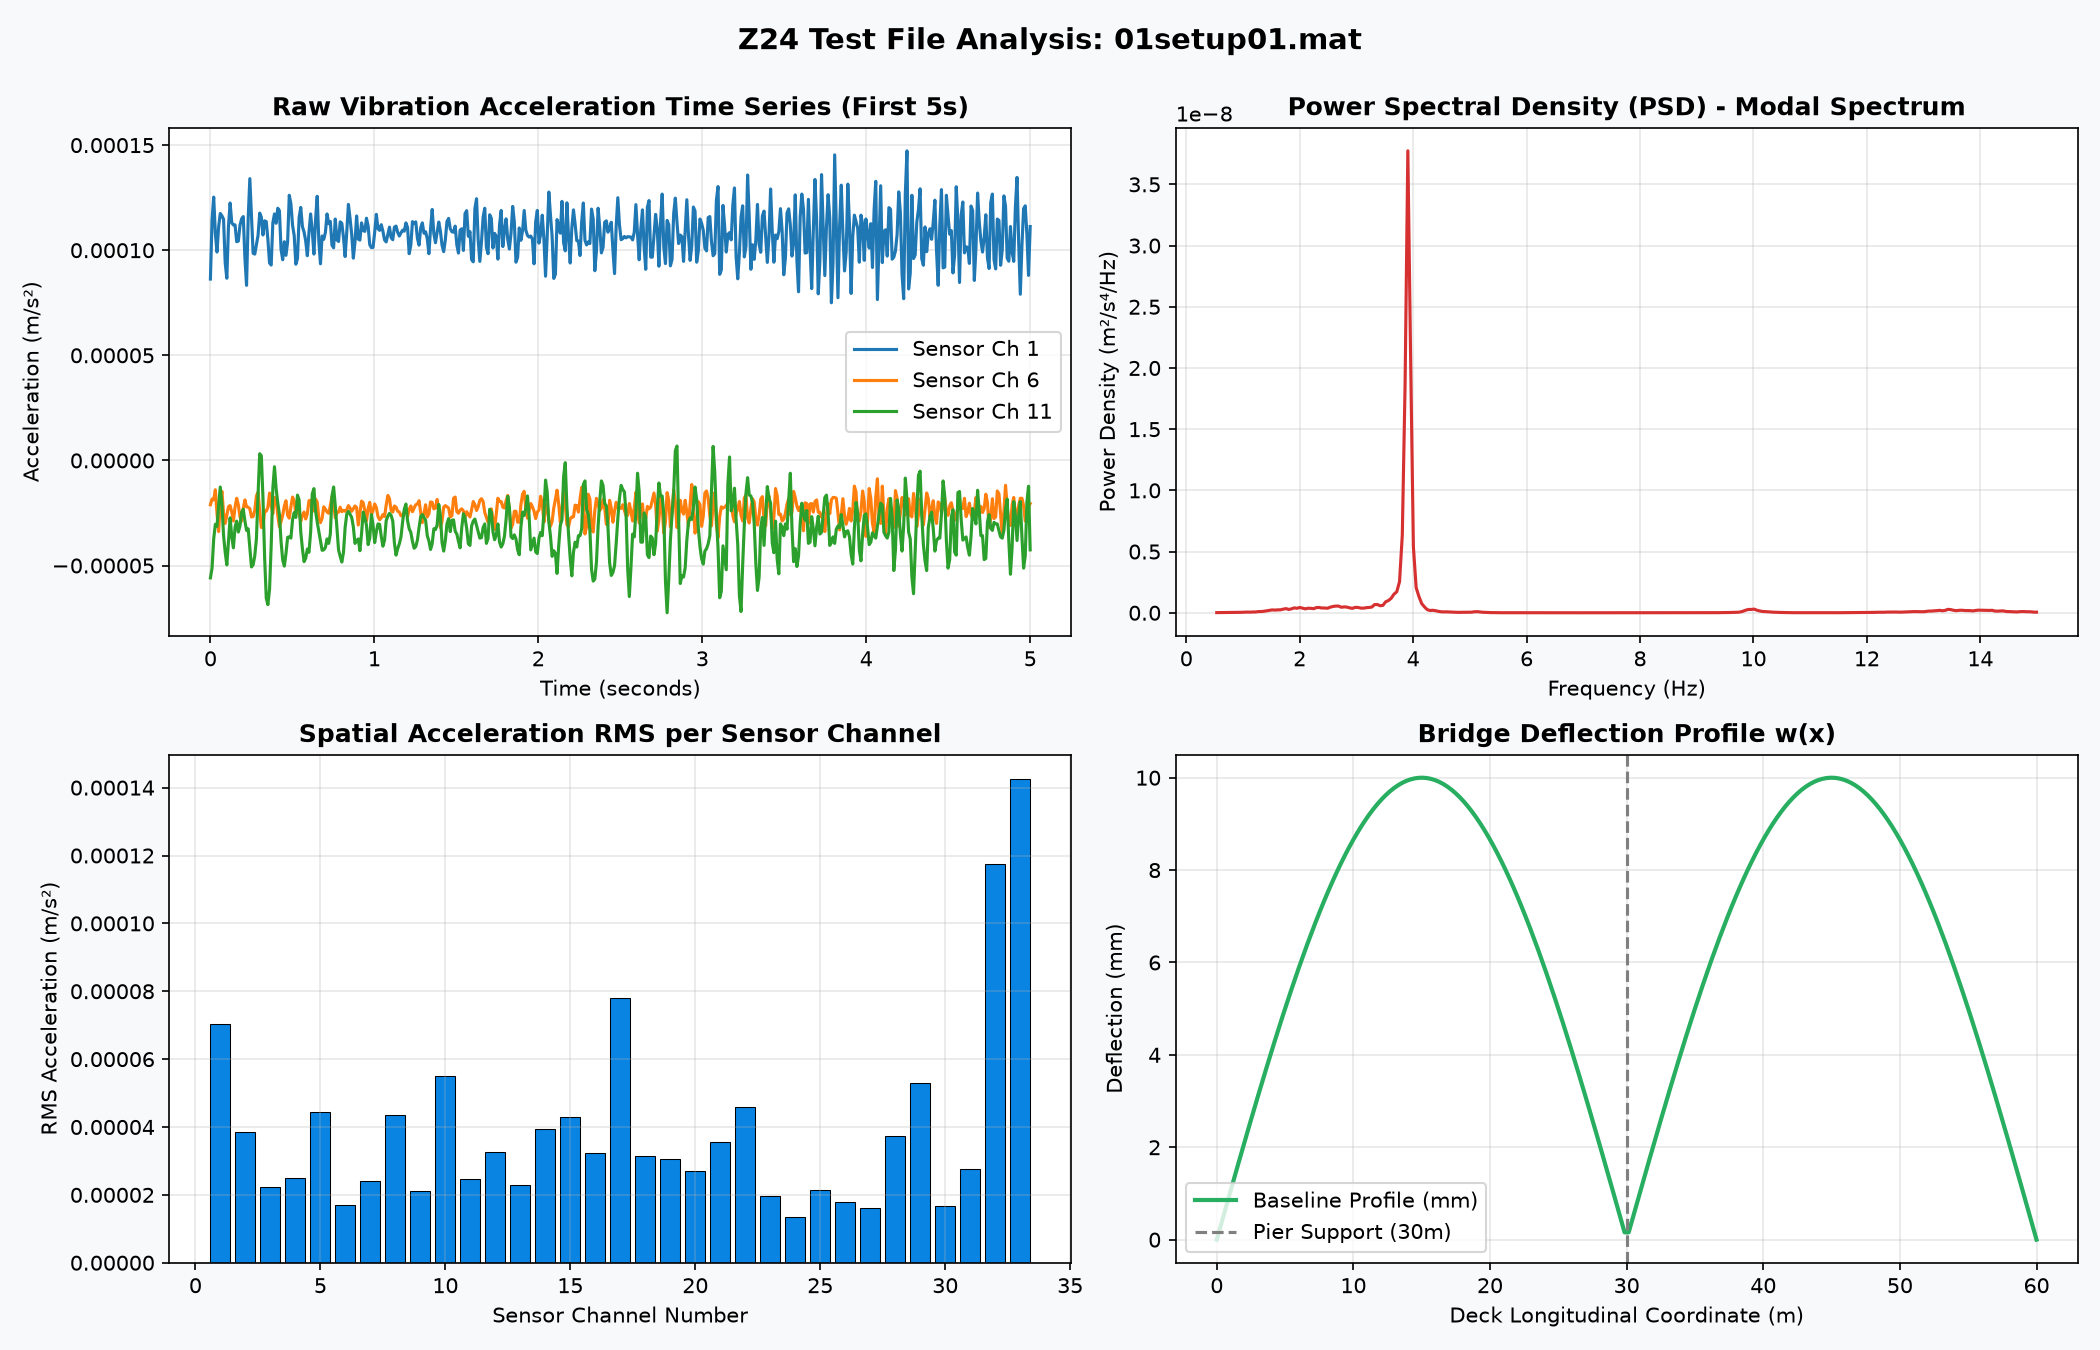 Z24 Test File Analysis: 01setup01.mat
Raw Vibration Acceleration Time Series (First 5s)
Acceleration (m/s²)
0.00015
0.00010
0.00005
0.00000
−0.00005
Sensor Ch 1
Sensor Ch 6
Sensor Ch 11
0 1 2 3 4 5
Time (seconds)
Power Spectral Density (PSD) - Modal Spectrum
1e−8
Power Density (m²/s⁴/Hz)
3.5
3.0
2.5
2.0
1.5
1.0
0.5
0.0
0 2 4 6 8 10 12 14
Frequency (Hz)
Spatial Acceleration RMS per Sensor Channel
RMS Acceleration (m/s²)
0.00014
0.00012
0.00010
0.00008
0.00006
0.00004
0.00002
0.00000
0 5 10 15 20 25 30 35
Sensor Channel Number
Bridge Deflection Profile w(x)
Deflection (mm)
10
8
6
4
2
0
Baseline Profile (mm)
Pier Support (30m)
0 10 20 30 40 50 60
Deck Longitudinal Coordinate (m)